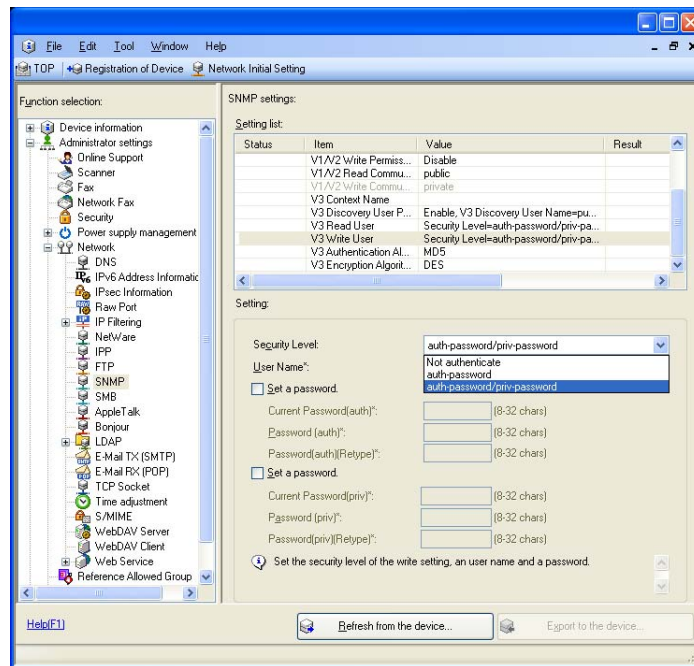 File Edit Tool Window Help
TOP Registration of Device Network Initial Setting
Function selection:
Device information
Administrator settings
Online Support
Scanner
Fax
Network Fax
Security
Power supply management
Network
DNS
IPv6 Address Informatic
IPsec Information
Raw Port
IP Filtering
NetWare
IPP
FTP
SNMP
SMB
AppleTalk
Bonjour
LDAP
E-Mail TX (SMTP)
E-Mail RX (POP)
TCP Socket
Time adjustment
S/MIME
WebDAV Server
WebDAV Client
Web Service
Reference Allowed Group
SNMP settings:
Setting list:
Status Item Value Result
V1/V2 Write Permiss... Disable
V1/V2 Read Commu... public
V1/V2 Write Commu... private
V3 Context Name
V3 Discovery User P... Enable, V3 Discovery User Name=pu...
V3 Read User Security Level=auth-password/priv-pa...
V3 Write User Security Level=auth-password/priv-pa...
V3 Authentication Al... MD5
V3 Encryption Algorit... DES
Setting:
Security Level: auth-password/priv-password
Not authenticate
User Name*:
auth-password
auth-password/priv-password
Set a password.
Current Password(auth)*: (8-32 chars)
Password (auth)*: (8-32 chars)
Password(auth)(Retype)*: (8-32 chars)
Set a password.
Current Password(priv)*: (8-32 chars)
Password (priv)*: (8-32 chars)
Password(priv)(Retype)*: (8-32 chars)
Set the security level of the write setting, an user name and a password.
Help(F1) Refresh from the device... Export to the device...